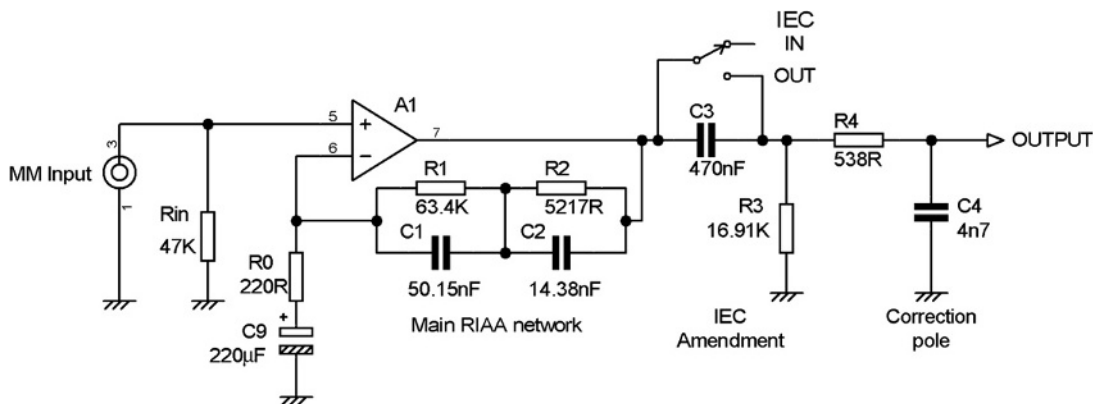 IEC
IN
OUT
A1
3
5
+
7
C3
R4
OUTPUT
6
−
MM Input
R1
R2
470nF
538R
1
63.4K
5217R
R3
C4
Rin
C1
C2
16.91K
4n7
47K
R0
220R
50.15nF
14.38nF
+
C9
Main RIAA network
IEC
Correction
220µF
Amendment
pole